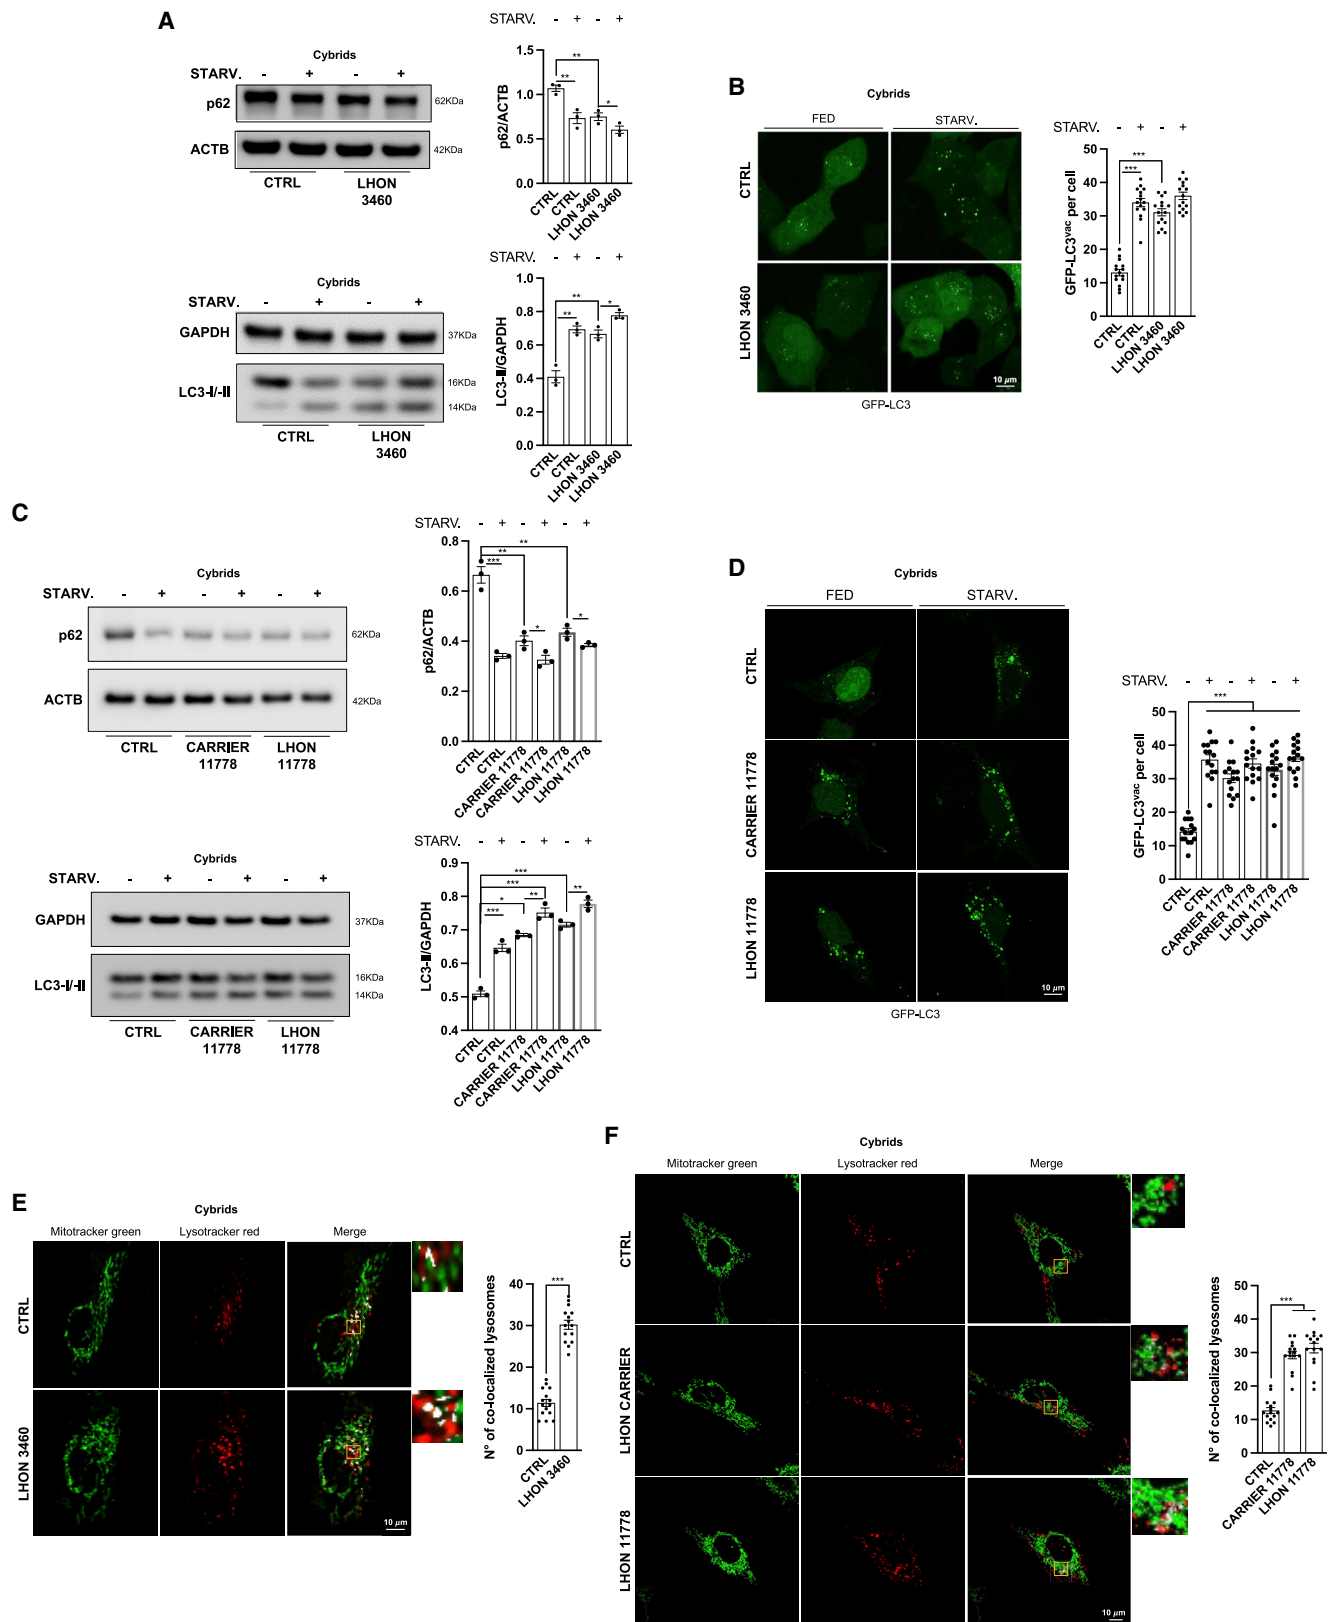 A
Cybrids
STARV. - + - +
p62 62KDa
ACTB 42KDa
CTRL LHON
3460
STARV. - + - +
p62/ACTB
1.5
1.0
0.5
0.0
** ** *
CTRL
CTRL
LHON 3460
LHON 3460
Cybrids
STARV. - + - +
GAPDH 37KDa
LC3-I/-II 16KDa
14KDa
CTRL LHON
3460
STARV. - + - +
LC3-II/GAPDH
0.8
0.6
0.4
0.2
0.0
** ** *
CTRL
CTRL
LHON 3460
LHON 3460
B
Cybrids
FED STARV.
CTRL
LHON 3460
10 µm
GFP-LC3
STARV. - + - +
GFP-LC3vac per cell
50
40
30
20
10
0
***
***
CTRL
CTRL
LHON 3460
LHON 3460
C
Cybrids
STARV. - + - + - +
p62 62KDa
ACTB 42KDa
CTRL CARRIER LHON
11778 11778
STARV. - + - + - +
p62/ACTB
0.8
0.6
0.4
0.2
0.0
**
**
***
*
*
CTRL
CTRL
CARRIER 11778
CARRIER 11778
LHON 11778
LHON 11778
Cybrids
STARV. - + - + - +
GAPDH 37KDa
LC3-I/-II 16KDa
14KDa
CTRL CARRIER LHON
11778 11778
STARV. - + - + - +
LC3-II/GAPDH
0.9
0.8
0.7
0.6
0.5
0.4
***
***
*
***
**
**
CTRL
CTRL
CARRIER 11778
CARRIER 11778
LHON 11778
LHON 11778
D
Cybrids
FED STARV.
CTRL
CARRIER 11778
LHON 11778
10 µm
GFP-LC3
STARV. - + - + - +
GFP-LC3vac per cell
50
40
30
20
10
0
***
CTRL
CTRL
CARRIER 11778
CARRIER 11778
LHON 11778
LHON 11778
E
Cybrids
Mitotracker green Lysotracker red Merge
CTRL
LHON 3460
10 µm
N° of co-localized lysosomes
40
30
20
10
0
***
CTRL
LHON 3460
F
Cybrids
Mitotracker green Lysotracker red Merge
CTRL
LHON CARRIER
LHON 11778
10 µm
N° of co-localized lysosomes
50
40
30
20
10
0
***
CTRL
CARRIER 11778
LHON 11778